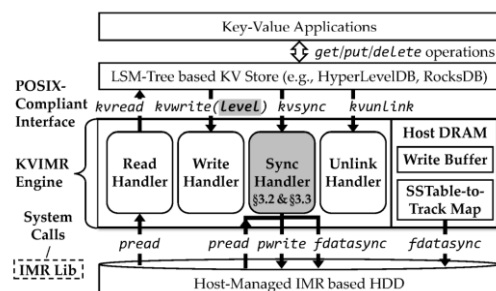 Key-Value Applications
get/put/delete operations
LSM-Tree based KV Store (e.g., HyperLevelDB, RocksDB)
POSIX-Compliant Interface
kvread kvwrite(level) kvsync kvunlink
KVIMR Engine
Read Handler
Write Handler
Sync Handler §3.2 & §3.3
Unlink Handler
Host DRAM
Write Buffer
SSTable-to-Track Map
System Calls /
IMR Lib
pread pread pwrite fdatasync fdatasync
Host-Managed IMR based HDD